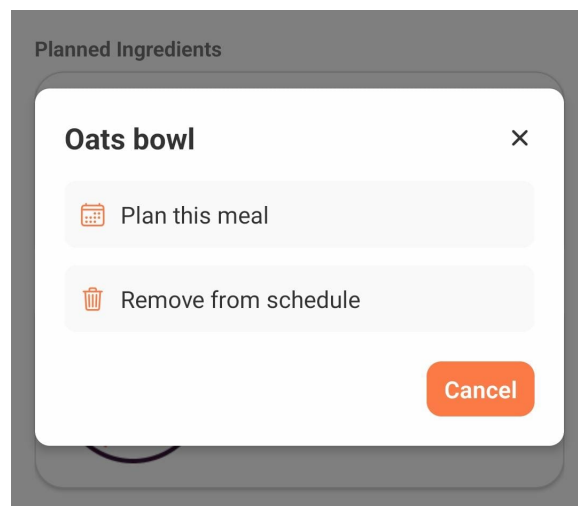 Planned Ingredients
Oats bowl
Plan this meal
Remove from schedule
Cancel